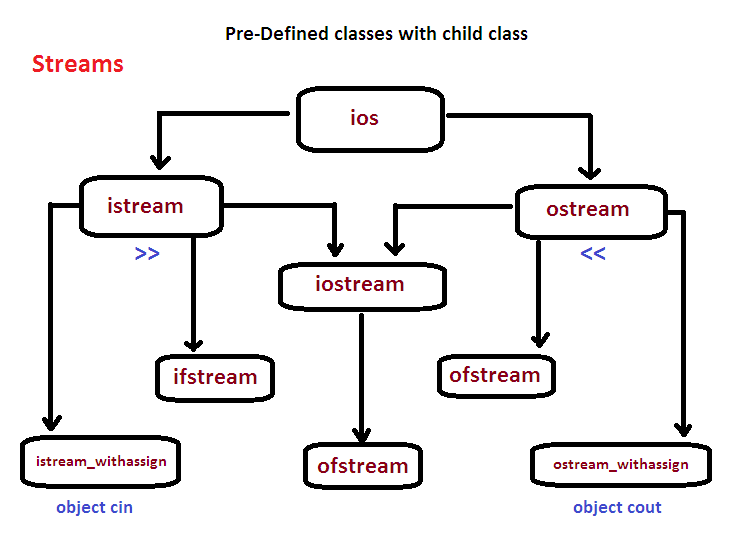 Pre-Defined classes with child class
Streams
ios
istream
ostream
>>
<<
iostream
ifstream
ofstream
istream_withassign
ofstream
ostream_withassign
object cin
object cout